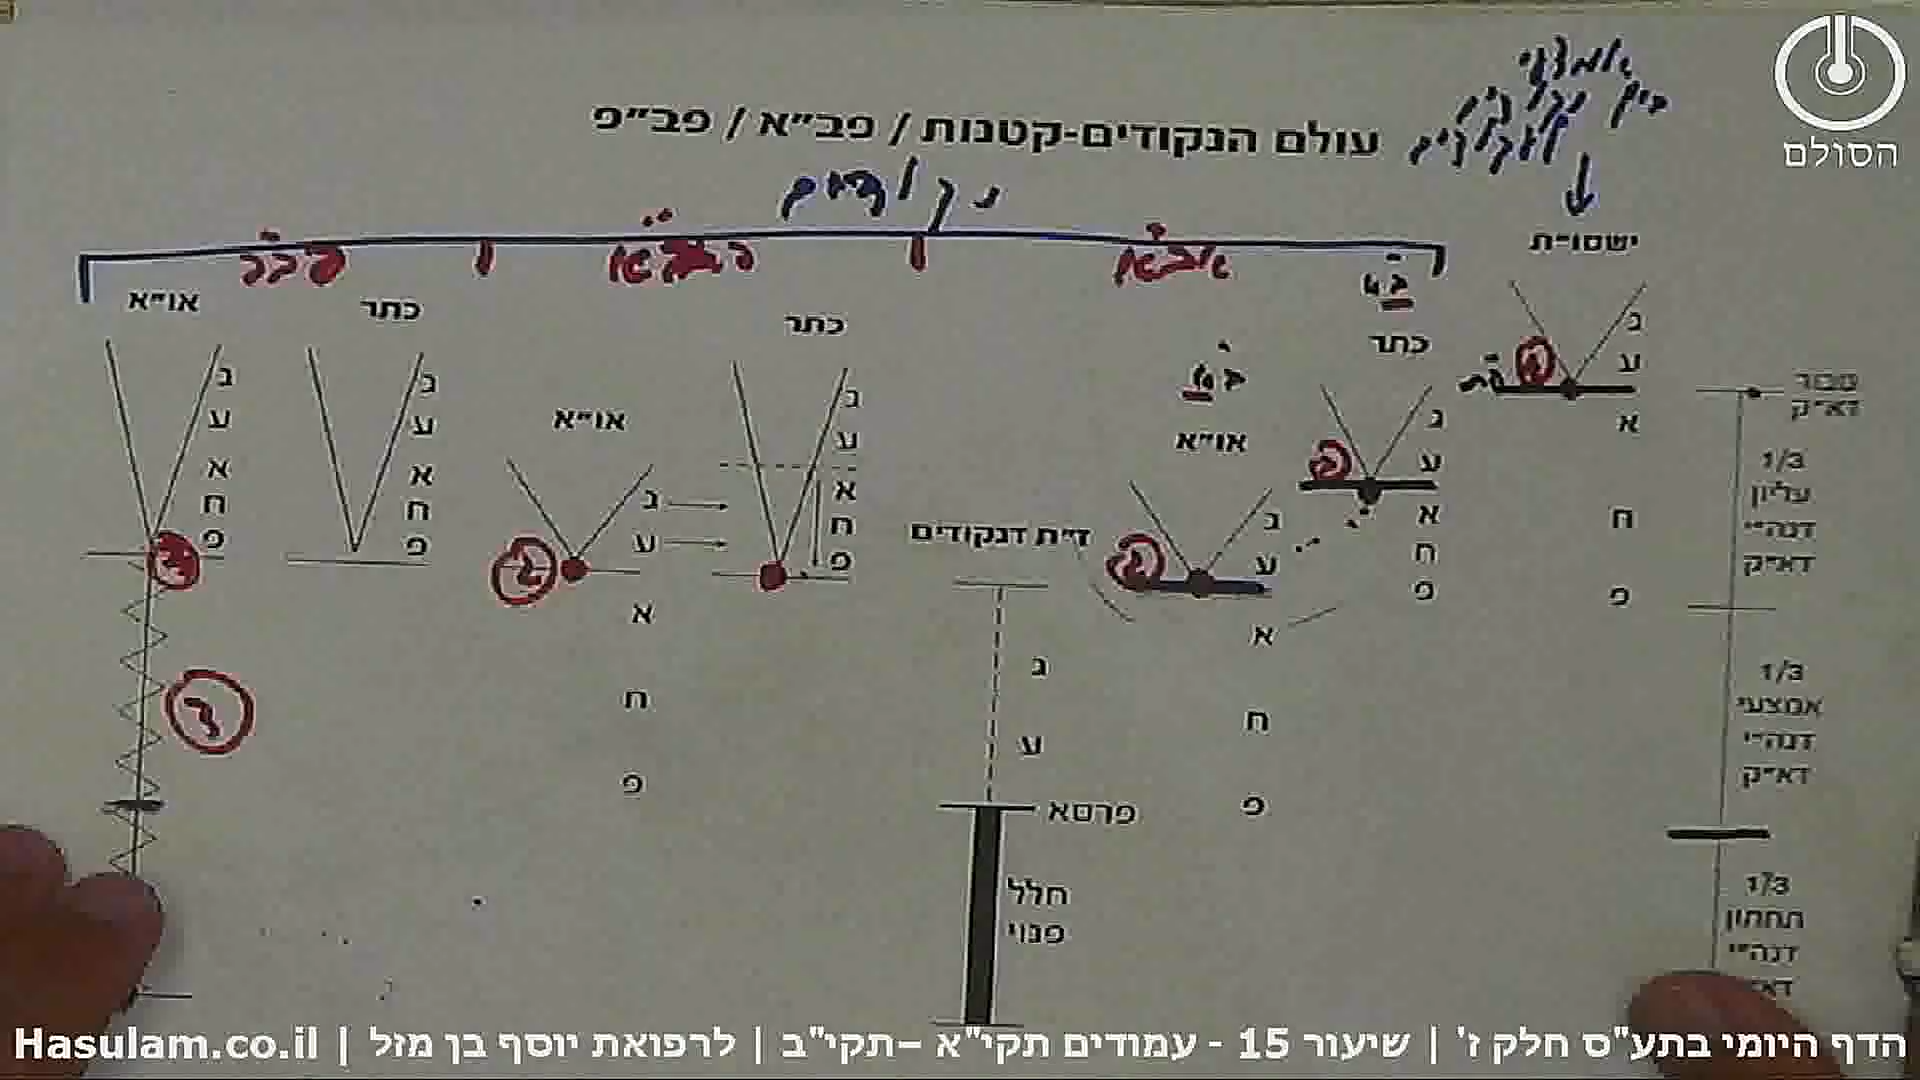 הסולם
עולם הנקודים-קטנות / פב"א / פב"פ
נקודים
ישסו"ת
כתר
או"א
כתר
או"א
כתר
או"א
ג
ע
א
ח
פ
ג
ע
א
ח
פ
ג
ע
א
ח
פ
ג
ע
א
ח
פ
ג
ע
א
ח
פ
ג
ע
א
ח
פ
ג
ע
א
ח
פ
טבור
דא"ק
1/3
עליון
דנה"י
דא"ק
1/3
אמצעי
דנה"י
דא"ק
1/3
תחתון
דנה"י
ז"ת דנקודים
ג
ע
פרסא
חלל
פנוי
הדף היומי בתע"ס חלק ז' | שיעור 15 - עמודים תקי"א –תקי"ב | לרפואת יוסף בן מזל | Hasulam.co.il